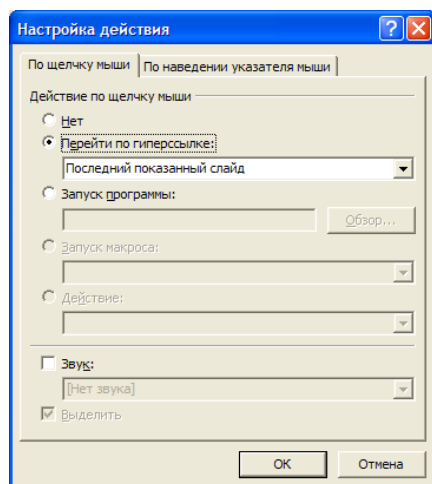 Настройка действия
По щелчку мыши По наведении указателя мыши
Действие по щелчку мыши
Нет
Перейти по гиперссылке:
Последний показанный слайд
Запуск программы:
Обзор...
Запуск макроса:
Действие:
Звук:
[Нет звука]
Выделить
ОК Отмена